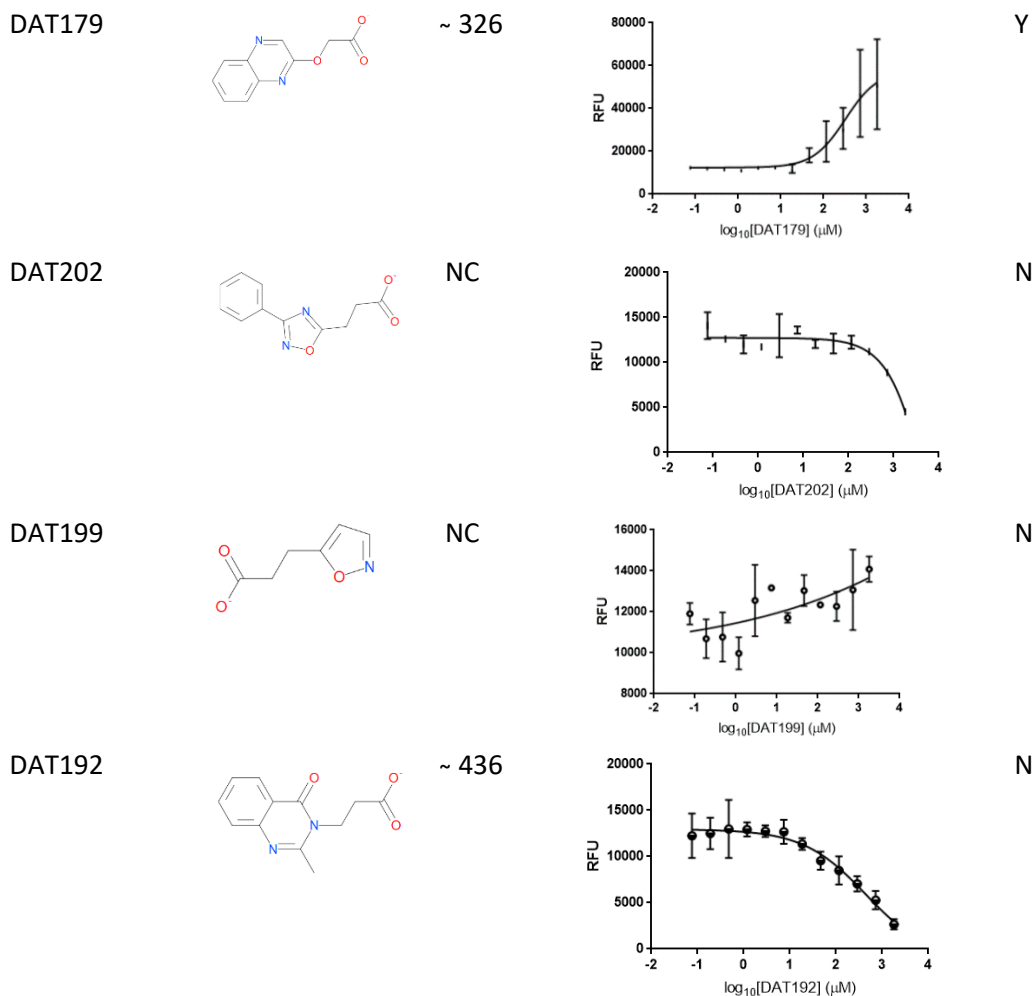 DAT179 ~ 326 Y
N
N
O
O
O
80000
60000
40000
20000
0
RFU
-2 -1 0 1 2 3 4
log10[DAT179] (µM)
DAT202 NC N
N
N
O
O-
O
20000
15000
10000
5000
0
RFU
-2 -1 0 1 2 3 4
log10[DAT202] (µM)
DAT199 NC N
O
O-
O
N
16000
14000
12000
10000
8000
RFU
-2 -1 0 1 2 3 4
log10[DAT199] (µM)
DAT192 ~ 436 N
O
N
N
O-
O
20000
15000
10000
5000
0
RFU
-2 -1 0 1 2 3 4
log10[DAT192] (µM)